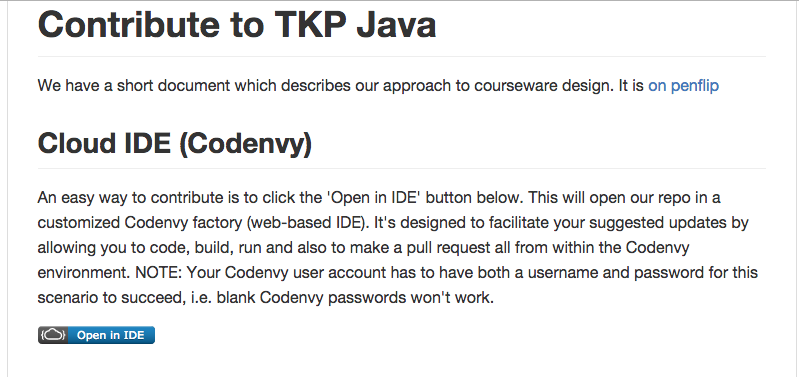 Contribute to TKP Java
We have a short document which describes our approach to courseware design. It is on penflip
Cloud IDE (Codenvy)
An easy way to contribute is to click the 'Open in IDE' button below. This will open our repo in a
customized Codenvy factory (web-based IDE). It's designed to facilitate your suggested updates by
allowing you to code, build, run and also to make a pull request all from within the Codenvy
environment. NOTE: Your Codenvy user account has to have both a username and password for this
scenario to succeed, i.e. blank Codenvy passwords won't work.
Open in IDE